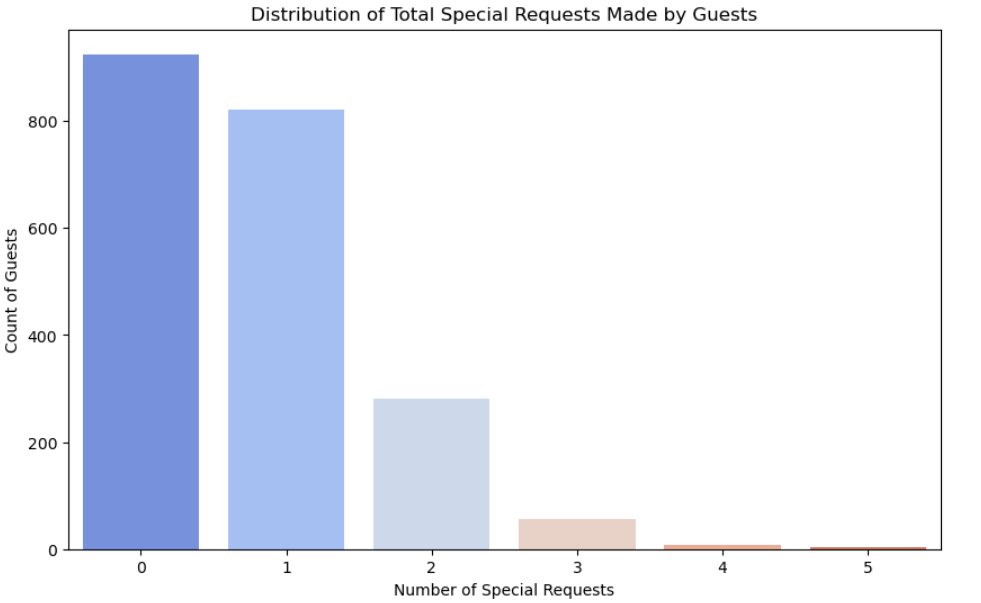 Distribution of Total Special Requests Made by Guests
Count of Guests
800
600
400
200
0
0 1 2 3 4 5
Number of Special Requests